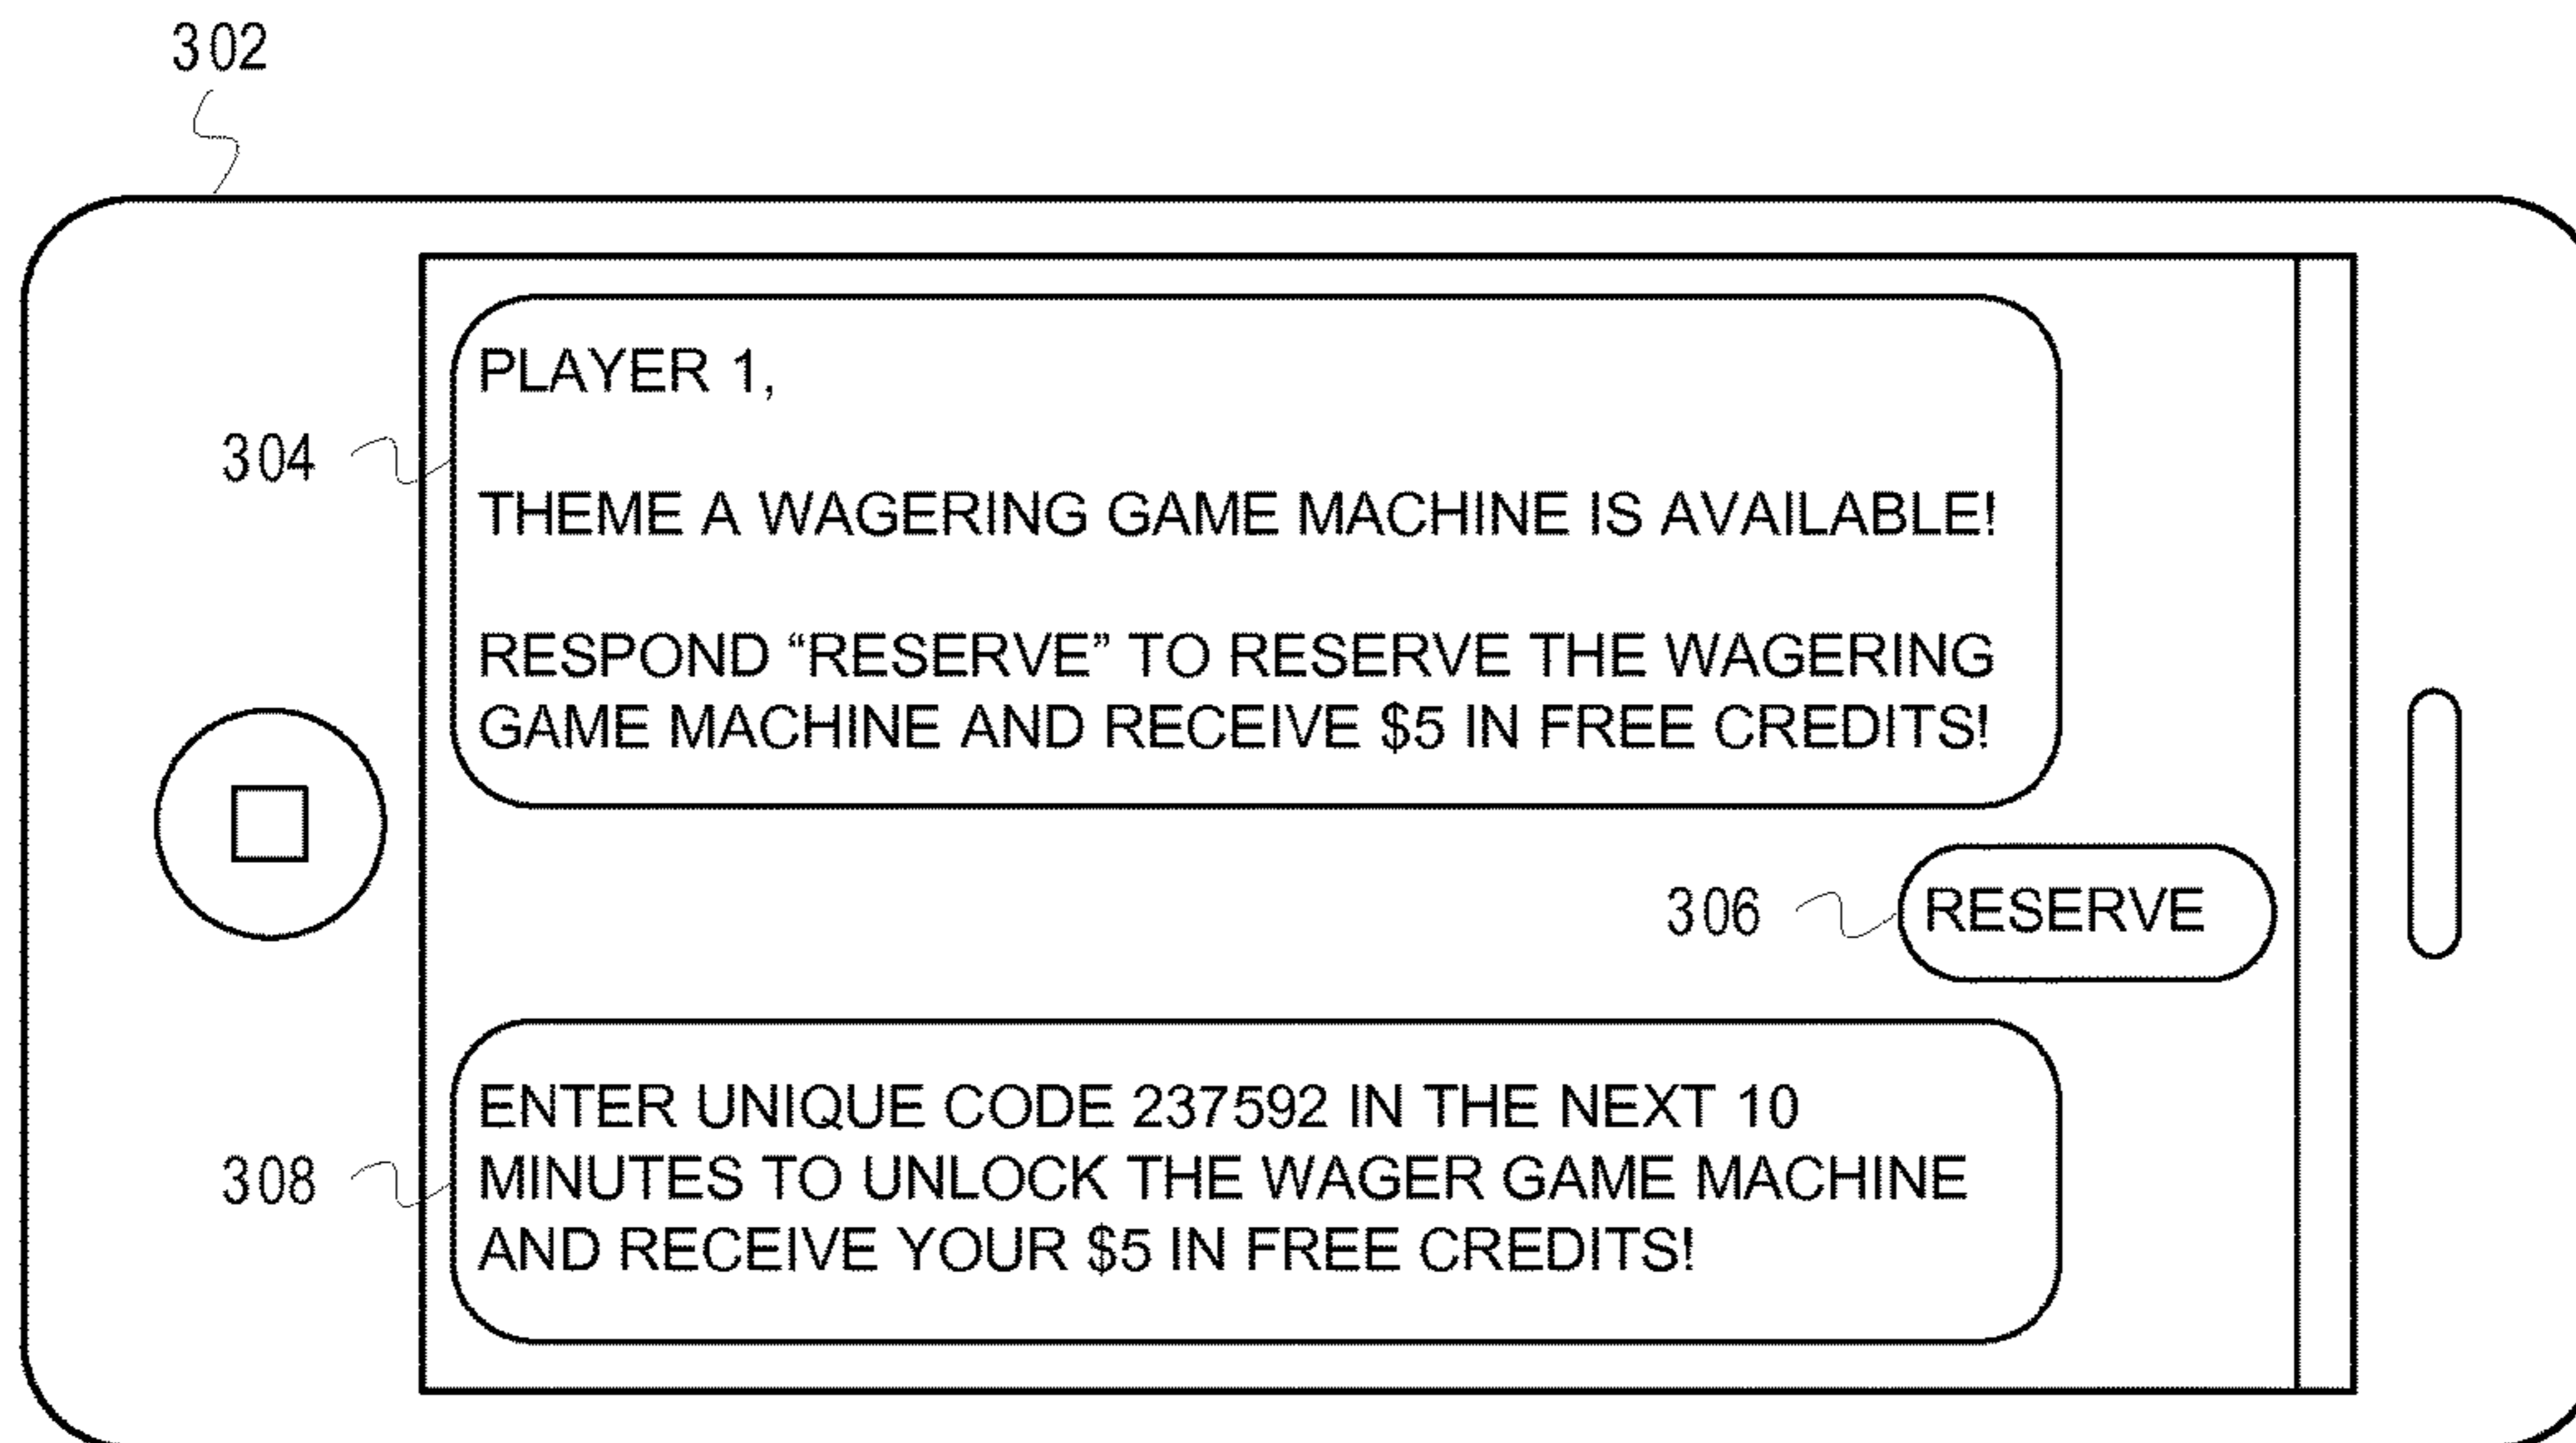 302
PLAYER 1,
304
THEME A WAGERING GAME MACHINE IS AVAILABLE!
RESPOND “RESERVE” TO RESERVE THE WAGERING
GAME MACHINE AND RECEIVE $5 IN FREE CREDITS!
306
RESERVE
ENTER UNIQUE CODE 237592 IN THE NEXT 10
308
MINUTES TO UNLOCK THE WAGER GAME MACHINE
AND RECEIVE YOUR $5 IN FREE CREDITS!